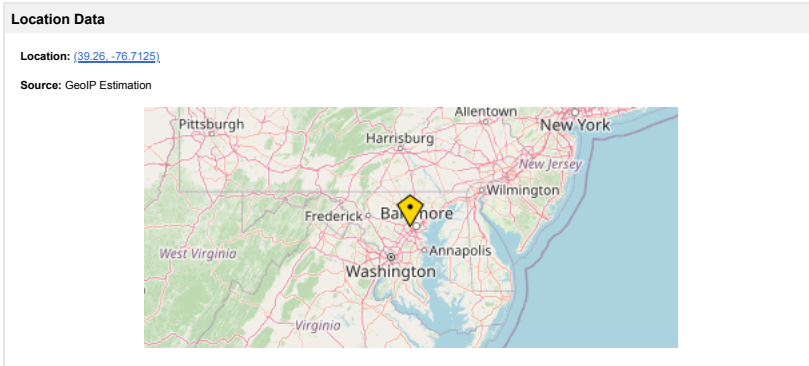 Location Data
Location: (39.26, -76.7125)
Source: GeoIP Estimation
Allentown
Pittsburgh
New York
Harrisburg
New Jersey
Wilmington
Frederick
Baltimore
West Virginia
Annapolis
Washington
Virginia